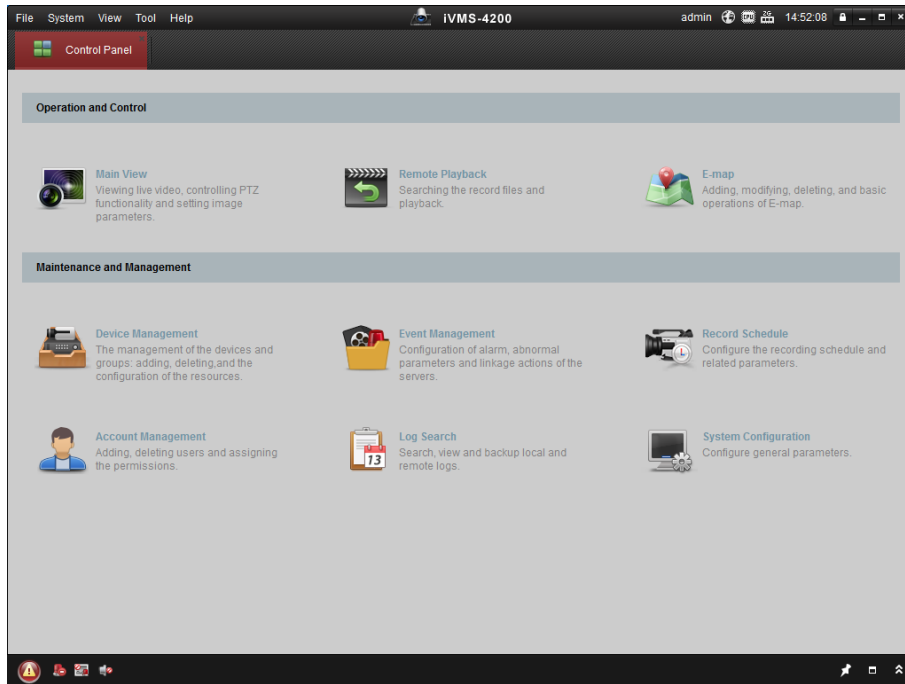 File System View Tool Help iVMS-4200 admin 14:52:08
Control Panel
Operation and Control
Main View
Viewing live video, controlling PTZ
functionality and setting image
parameters.
Remote Playback
Searching the record files and
playback.
E-map
Adding, modifying, deleting, and basic
operations of E-map.
Maintenance and Management
Device Management
The management of the devices and
groups: adding, deleting,and the
configuration of the resources.
Event Management
Configuration of alarm, abnormal
parameters and linkage actions of the
servers.
Record Schedule
Configure the recording schedule and
related parameters.
Account Management
Adding, deleting users and assigning
the permissions.
13
Log Search
Search, view and backup local and
remote logs.
System Configuration
Configure general parameters.